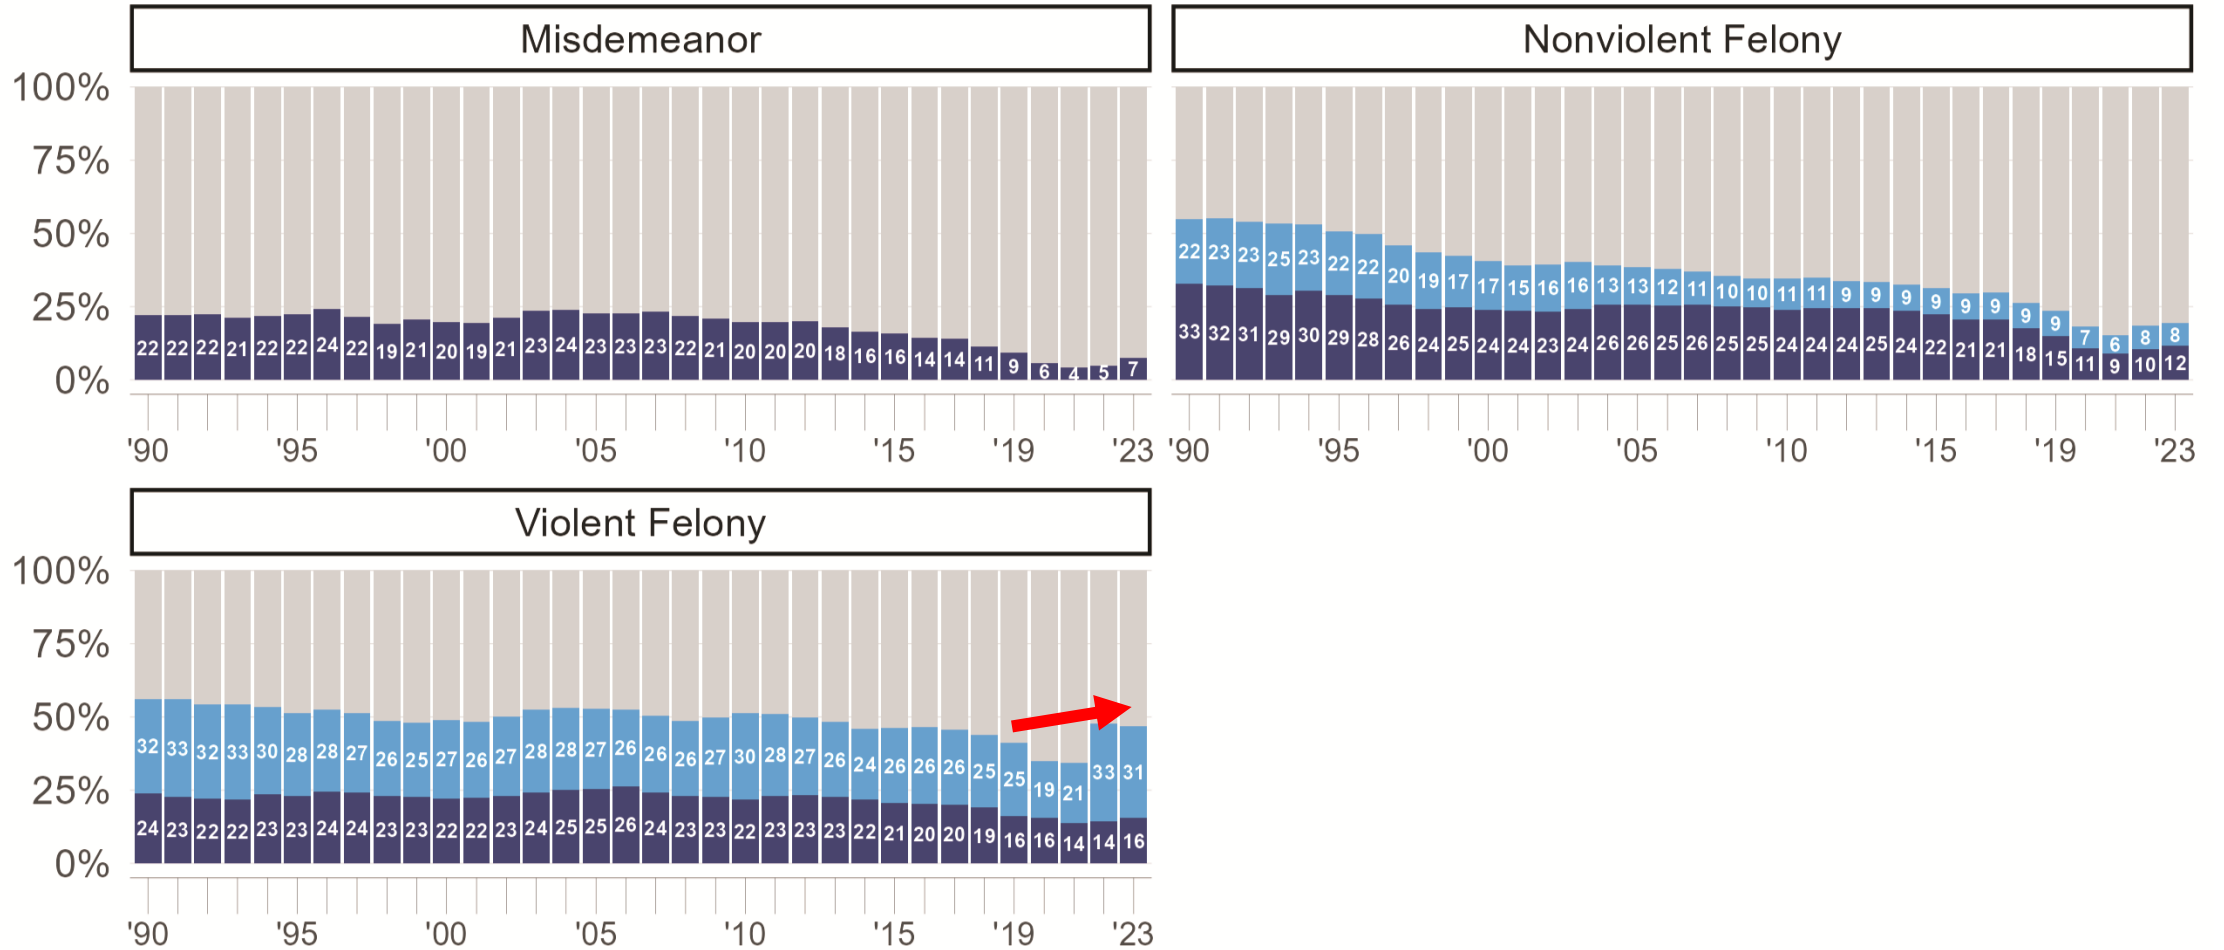 Misdemeanor
100%
75%
50%
25%
0%
22 22 22 21 22 22 24 22 19 21 20 19 21 23 24 23 23 23 22 21 20 20 20 18 16 16 14 14 11 9 6 4 5 7
'90 '95 '00 '05 '10 '15 '19 '23
Nonviolent Felony
22 23 23 25 23 22 22 20 19 17 17 15 16 16 13 13 12 11 10 10 11 11 9 9 9 9 9 9 9 9 7 6 8 8
33 32 31 29 30 29 28 26 24 25 24 24 23 24 26 26 25 26 25 25 24 24 24 25 24 22 21 21 18 15 11 9 10 12
'90 '95 '00 '05 '10 '15 '19 '23
Violent Felony
100%
75%
50%
25%
0%
32 33 32 33 30 28 28 27 26 25 27 26 27 28 28 27 26 26 26 27 30 28 27 26 24 26 26 26 25 25 19 21 33 31
24 23 22 22 23 23 24 24 23 23 22 22 23 24 25 25 26 24 23 23 22 23 23 23 22 21 20 20 19 16 16 14 14 16
'90 '95 '00 '05 '10 '15 '19 '23